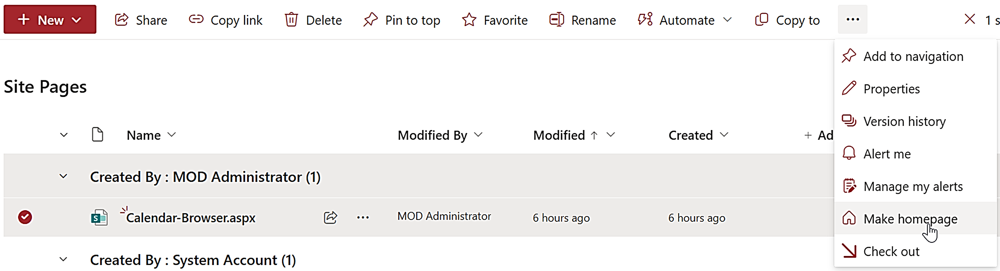 New Share Copy link Delete Pin to top Favorite Rename Automate Copy to 1 s
Add to navigation
Site Pages
Properties
Version history
Name Modified By Modified Created + Ad
Alert me
Created By : MOD Administrator (1)
Manage my alerts
S Calendar-Browser.aspx MOD Administrator 6 hours ago 6 hours ago
Make homepage
Check out
Created By : System Account (1)